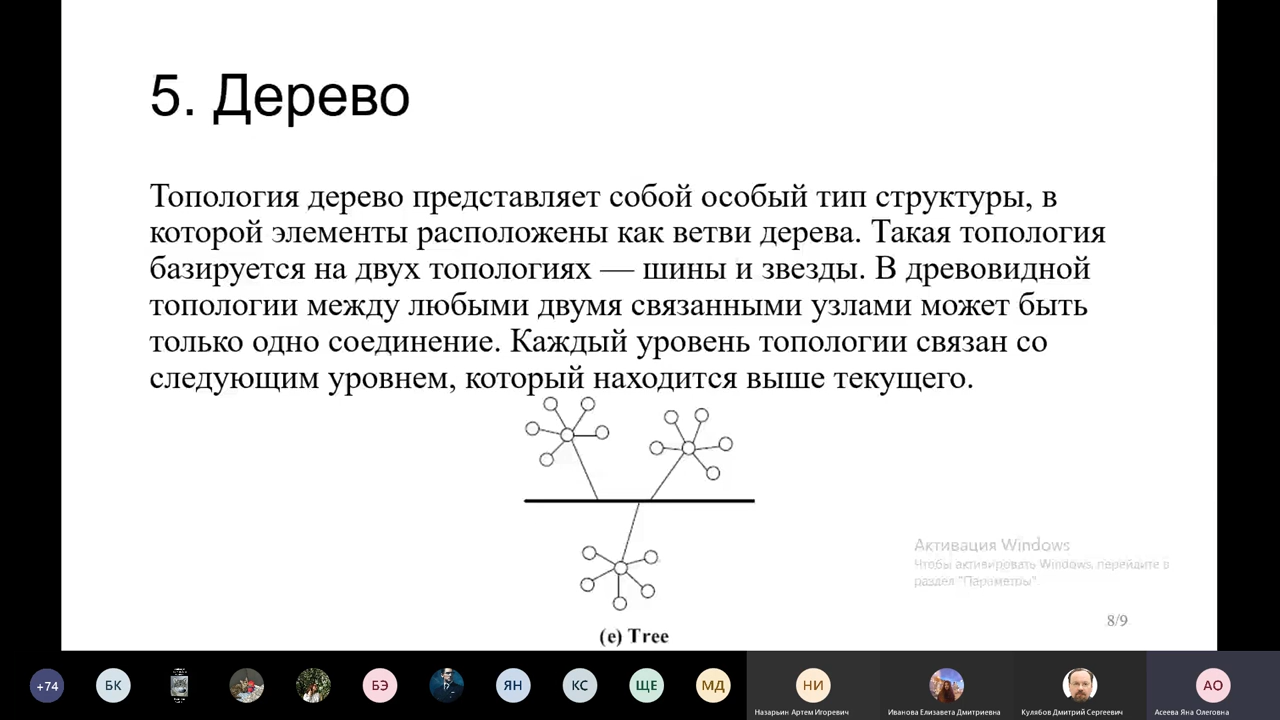 5. Дерево
Топология дерево представляет собой особый тип структуры, в
которой элементы расположены как ветви дерева. Такая топология
базируется на двух топологиях — шины и звезды. В древовидной
топологии между любыми двумя связанными узлами может быть
только одно соединение. Каждый уровень топологии связан со
следующим уровнем, который находится выше текущего.
(e) Tree
Активация Windows
Чтобы активировать Windows, перейдите в
раздел "Параметры".
8/9
+74
БК
БЭ
ЯН
КС
ЩЕ
МД
НИ
АО
Назарьин Артем Игоревич
Иванова Елизавета Дмитриевна
Кулябов Дмитрий Сергеевич
Асеева Яна Олеговна